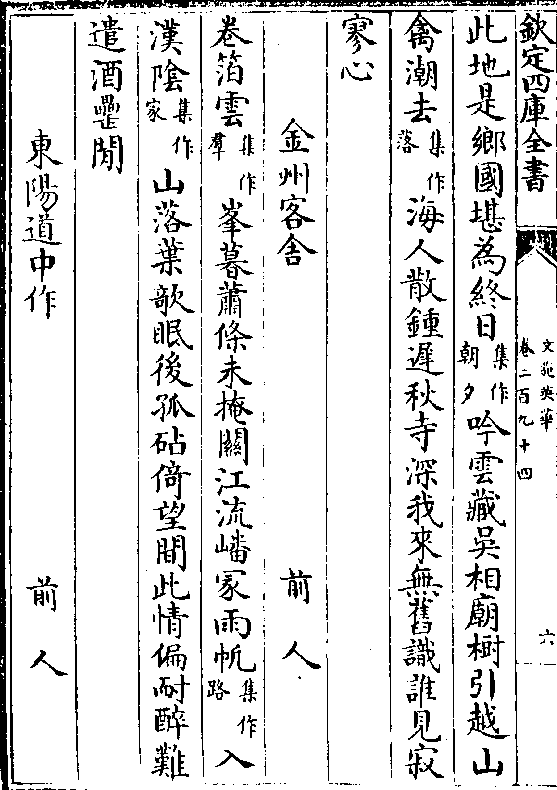 欽定四庫全書
文苑英華
卷二百九十四
六
此地是鄉國堪為終日集作朝夕吟雲藏吳相廟樹引越山
禽潮去集作落海人散鍾遲秋寺深我來無舊識誰見寂
寥心
金州客舍 前人
卷箔雲集作羣峯暮蕭條未掩關江流嶓冢雨帆集作路入
漢陰集作家山落葉欹眠後孤砧倚望間此情偏耐醉難
遣酒罍閒
東陽道中作 前人